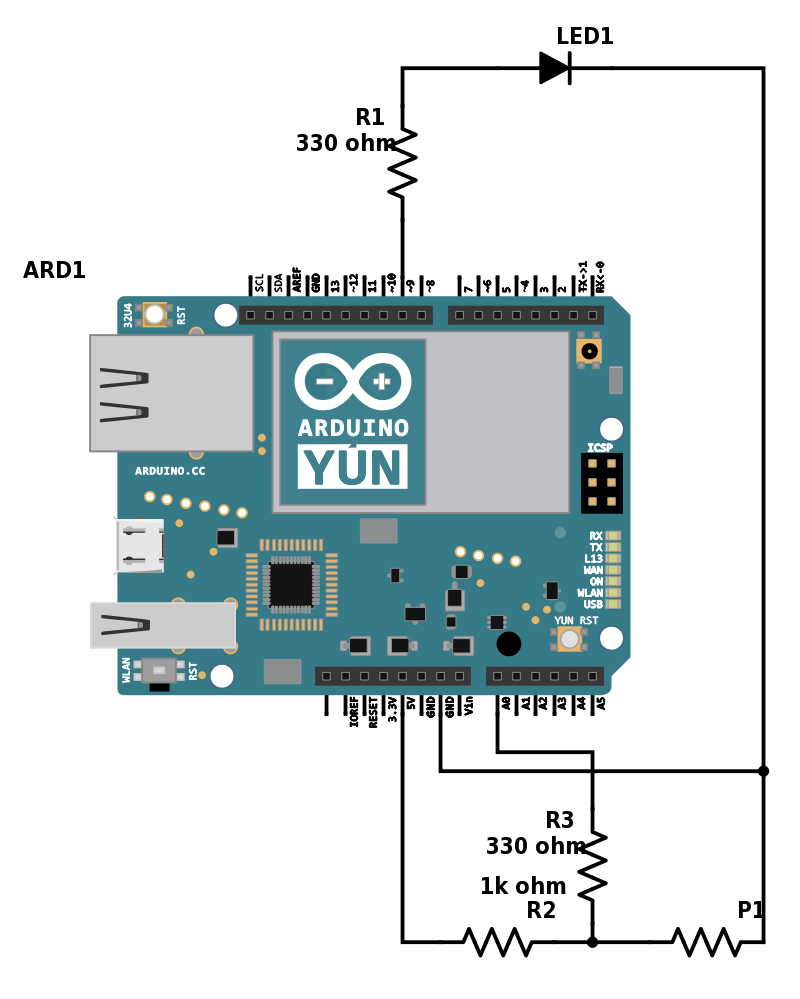 LED1
R1
330 ohm
ARD1
SCL
SDA
AREF
GND
13
~12
11
~10
~9
~8
7
~6
5
~4
3
2
TX->1
RX<-0
32U4
RST
ARDUINO
YÚN
ICSP
ARDUINO.CC
RX
TX
L13
WAN
ON
WLAN
USB
YUN RST
WLAN
RST
IOREF
RESET
3.3V
5V
GND
GND
Vin
A0
A1
A2
A3
A4
A5
R3
330 ohm
1k ohm
R2
P1